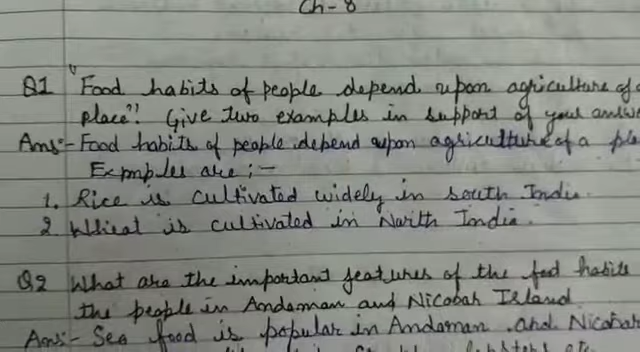 Ch-8
Q1 "Food habits of people depend upon agriculture of a
place". Give two examples in support of your answer
Ans:- Food habits of people depend upon agriculture of a pla
Exmples are :-
1. Rice is cultivated widely in south India.
2. Wheat is cultivated in North India.
Q2 What are the important features of the food habits
the people in Andaman and Nicobar Island
Ans:- Sea food is popular in Andaman and Nicobar